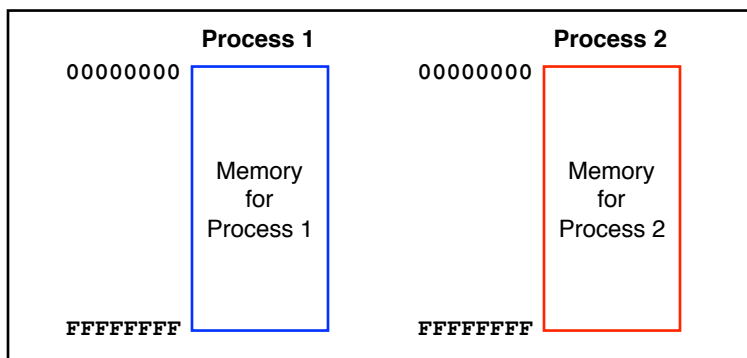 Process 1
00000000
Memory
for
Process 1
FFFFFFFF
Process 2
00000000
Memory
for
Process 2
FFFFFFFF